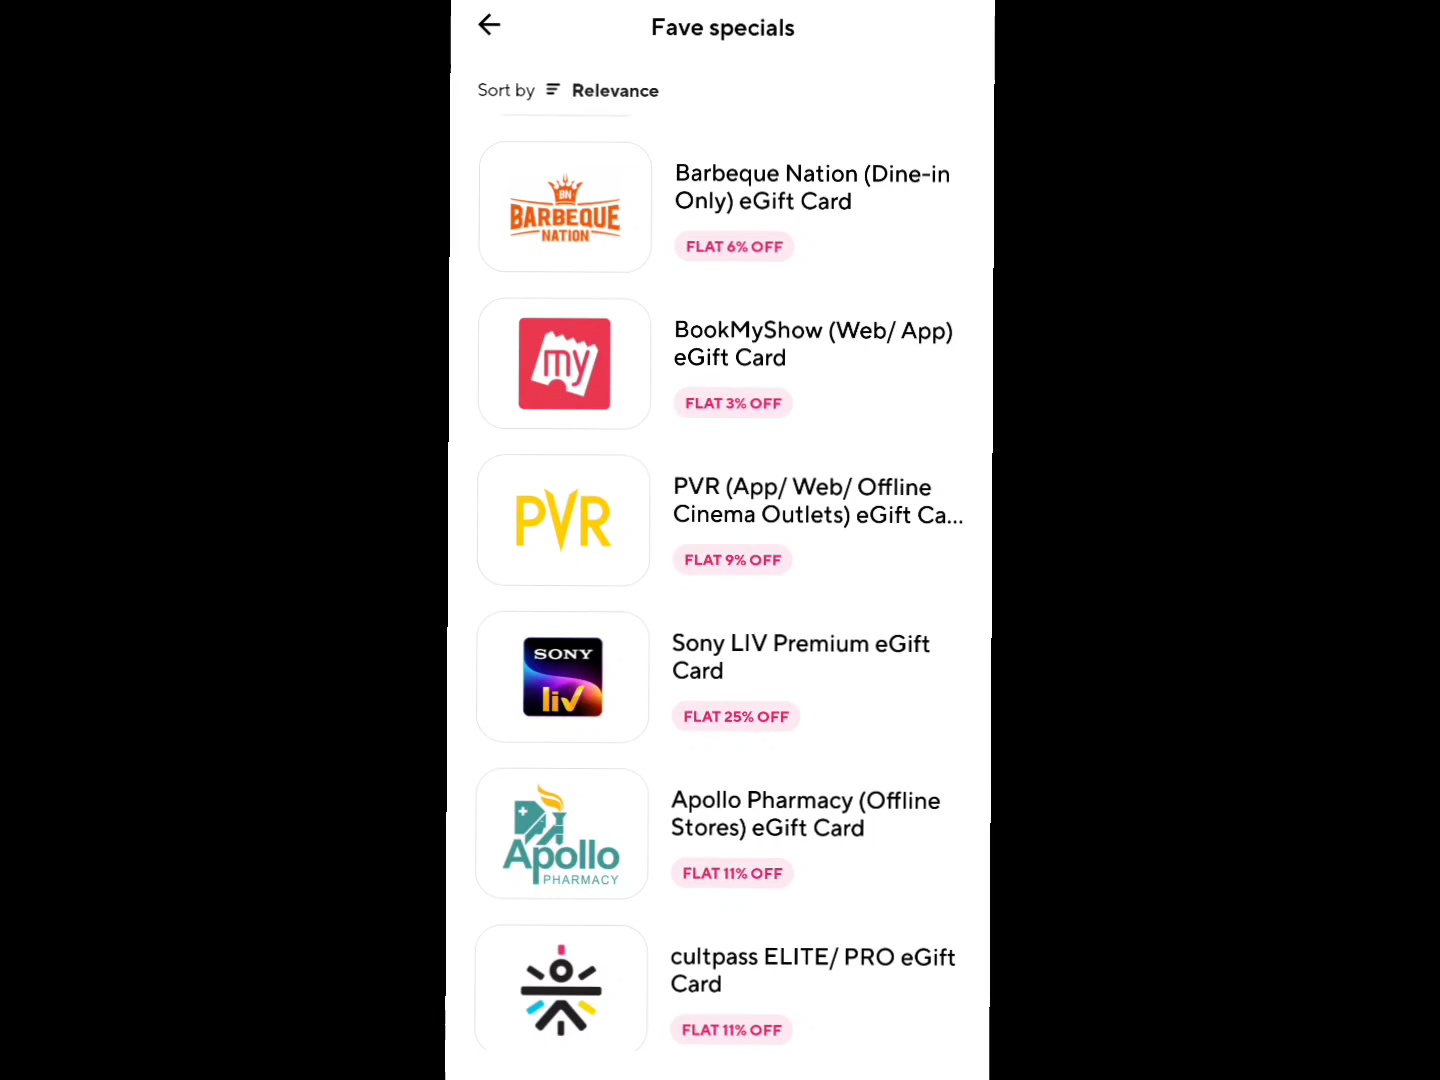 Fave specials
Sort by Relevance
BN
BARBEQUE
NATION
Barbeque Nation (Dine-in
Only) eGift Card
FLAT 6% OFF
my
BookMyShow (Web/ App)
eGift Card
FLAT 3% OFF
PVR
PVR (App/ Web/ Offline
Cinema Outlets) eGift Ca...
FLAT 9% OFF
SONY
liv
Sony LIV Premium eGift
Card
FLAT 25% OFF
Apollo
PHARMACY
Apollo Pharmacy (Offline
Stores) eGift Card
FLAT 11% OFF
cultpass ELITE/ PRO eGift
Card
FLAT 11% OFF